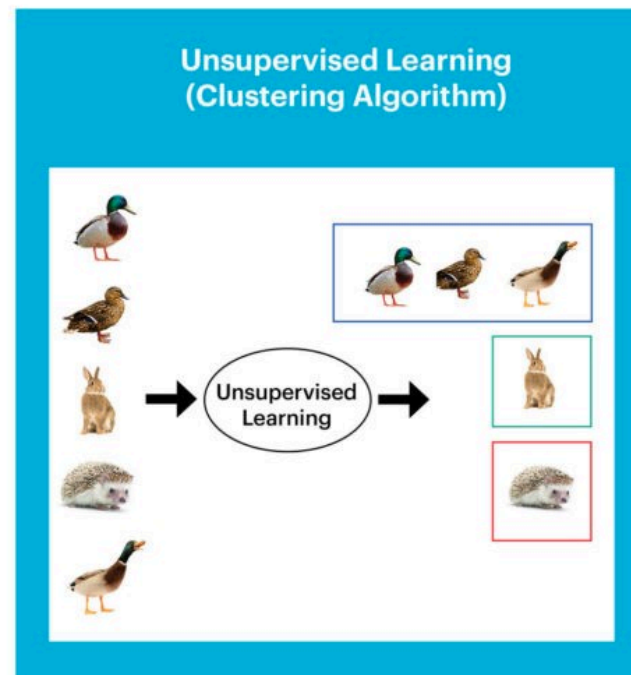 Unsupervised Learning
(Clustering Algorithm)
Unsupervised
Learning